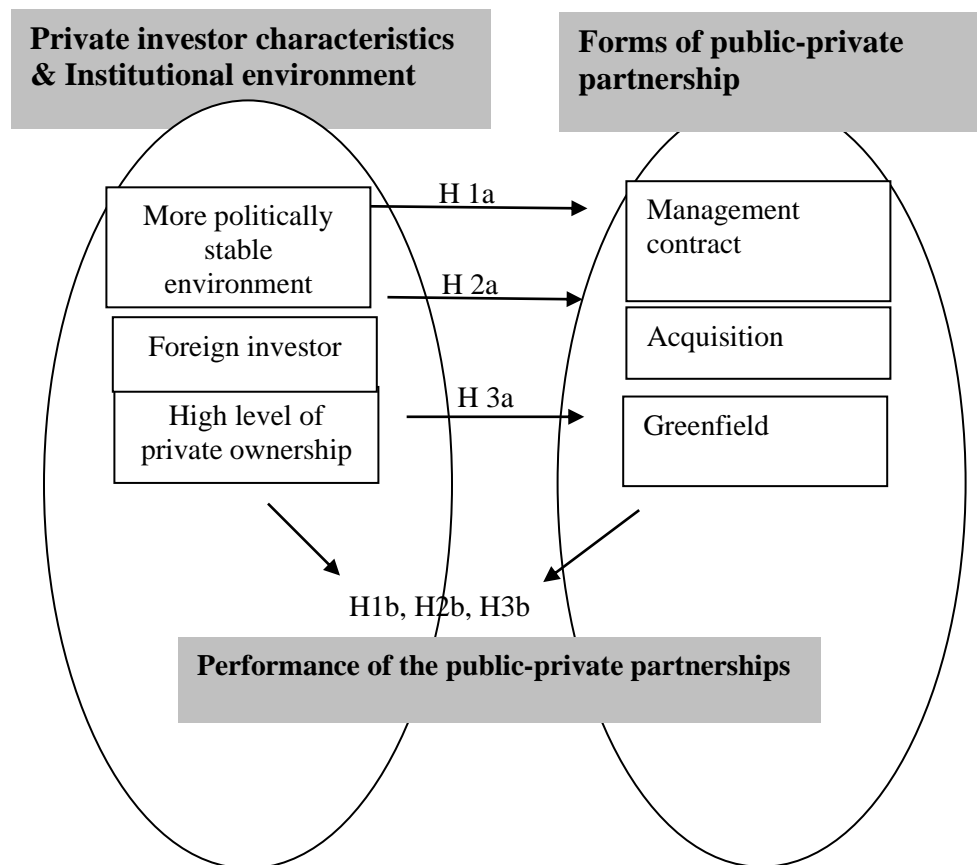 Private investor characteristics
& Institutional environment
Forms of public-private
partnership
More politically
stable
environment
Foreign investor
High level of
private ownership
H 1a
H 2a
H 3a
Management
contract
Acquisition
Greenfield
H1b, H2b, H3b
Performance of the public-private partnerships